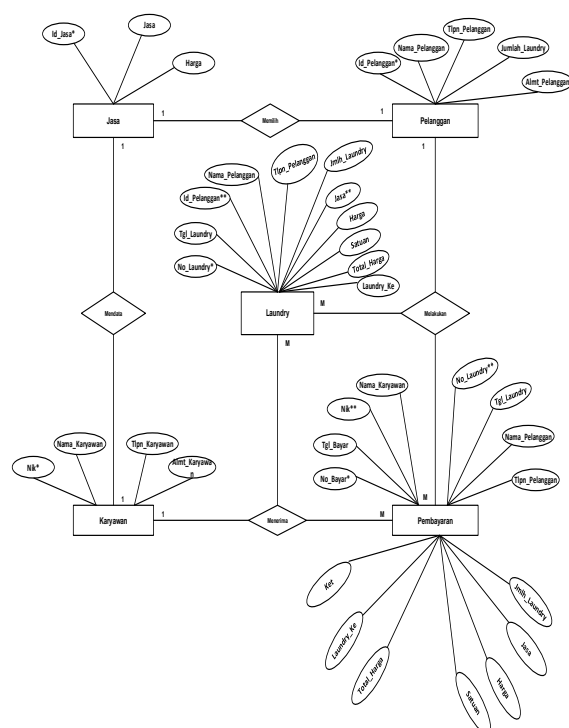 Id_Jasa*
Jasa
Harga
Jasa
1
Memilih
1
Id_Pelanggan*
Nama_Pelanggan
Tlpn_Pelanggan
Jumlah_Laundry
Almt_Pelanggan
Pelanggan
1
1
No_Laundry*
Tgl_Laundry
Id_Pelanggan**
Nama_Pelanggan
Tlpn_Pelanggan
Jmlh_Laundry
Jasa**
Harga
Satuan
Total_Harga
Laundry_Ke
Laundry
M
M
Mendata
Melakukan
Nik*
Nama_Karyawan
Tlpn_Karyawan
Almt_Karyawa
n
Karyawan
1
1
Menerima
M
No_Bayar*
Tgl_Bayar
Nik**
Nama_Karyawan
No_Laundry**
Tgl_Laundry
Nama_Pelanggan
Tlpn_Pelanggan
M
Pembayaran
Ket
Laundry_Ke
Total_Harga
Satuan
Harga
Jasa
Jmlh_Laundry